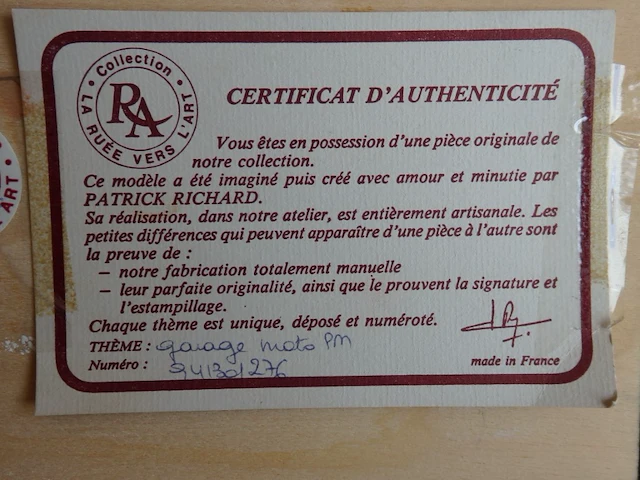 • Collection •
RA
LA RUÉE VERS L'ART
CERTIFICAT D'AUTHENTICITÉ
Vous êtes en possession d'une pièce originale de
notre collection.
Ce modèle a été imaginé puis créé avec amour et minutie par
PATRICK RICHARD.
Sa réalisation, dans notre atelier, est entièrement artisanale. Les
petites différences qui peuvent apparaître d'une pièce à l'autre sont
la preuve de :
– notre fabrication totalement manuelle
– leur parfaite originalité, ainsi que le prouvent la signature et
l'estampillage.
Chaque thème est unique, déposé et numéroté.
THÈME : garage moto PM
Numéro :
made in France
ART